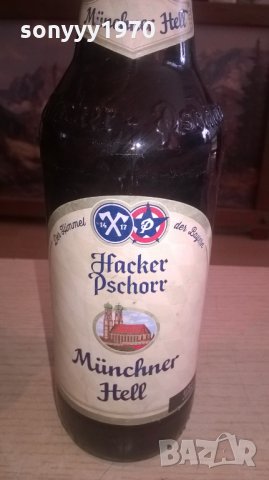 sonyyy1970
Münchner Hell
Der Himmel der Bayern
14 17
P
Hacker
Pschorr
Münchner
Hell
BAZAR